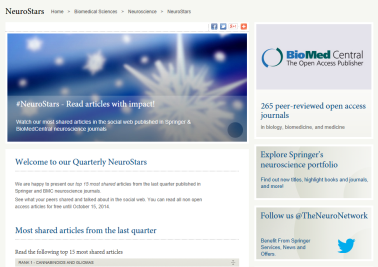 NeuroStars
Home > Biomedical Sciences > Neuroscience > NeuroStars
#NeuroStars - Read articles with impact!
Watch our most shared articles in the social web published in Springer &
BioMedCentral neuroscience journals
Welcome to our Quarterly NeuroStars
We are happy to present our top 15 most shared articles from the last quarter published in
Springer and BMC neuroscience journals.
See what your peers shared and talked about in the social web. You can read all non open
access articles for free until October 15, 2014.
Most shared articles from the last quarter
Read the following top 15 most shared articles
RANK 1 - CANNABINOIDS AND GLIOMAS
BioMed Central
The Open Access Publisher
265 peer-reviewed open access
journals
in biology, biomedicine, and medicine
Explore Springer's
neuroscience portfolio
Find out new titles, highlight books and journals,
and more!
Follow us @TheNeuroNetwork
Benefit From Springer
Services, News and
Offers.